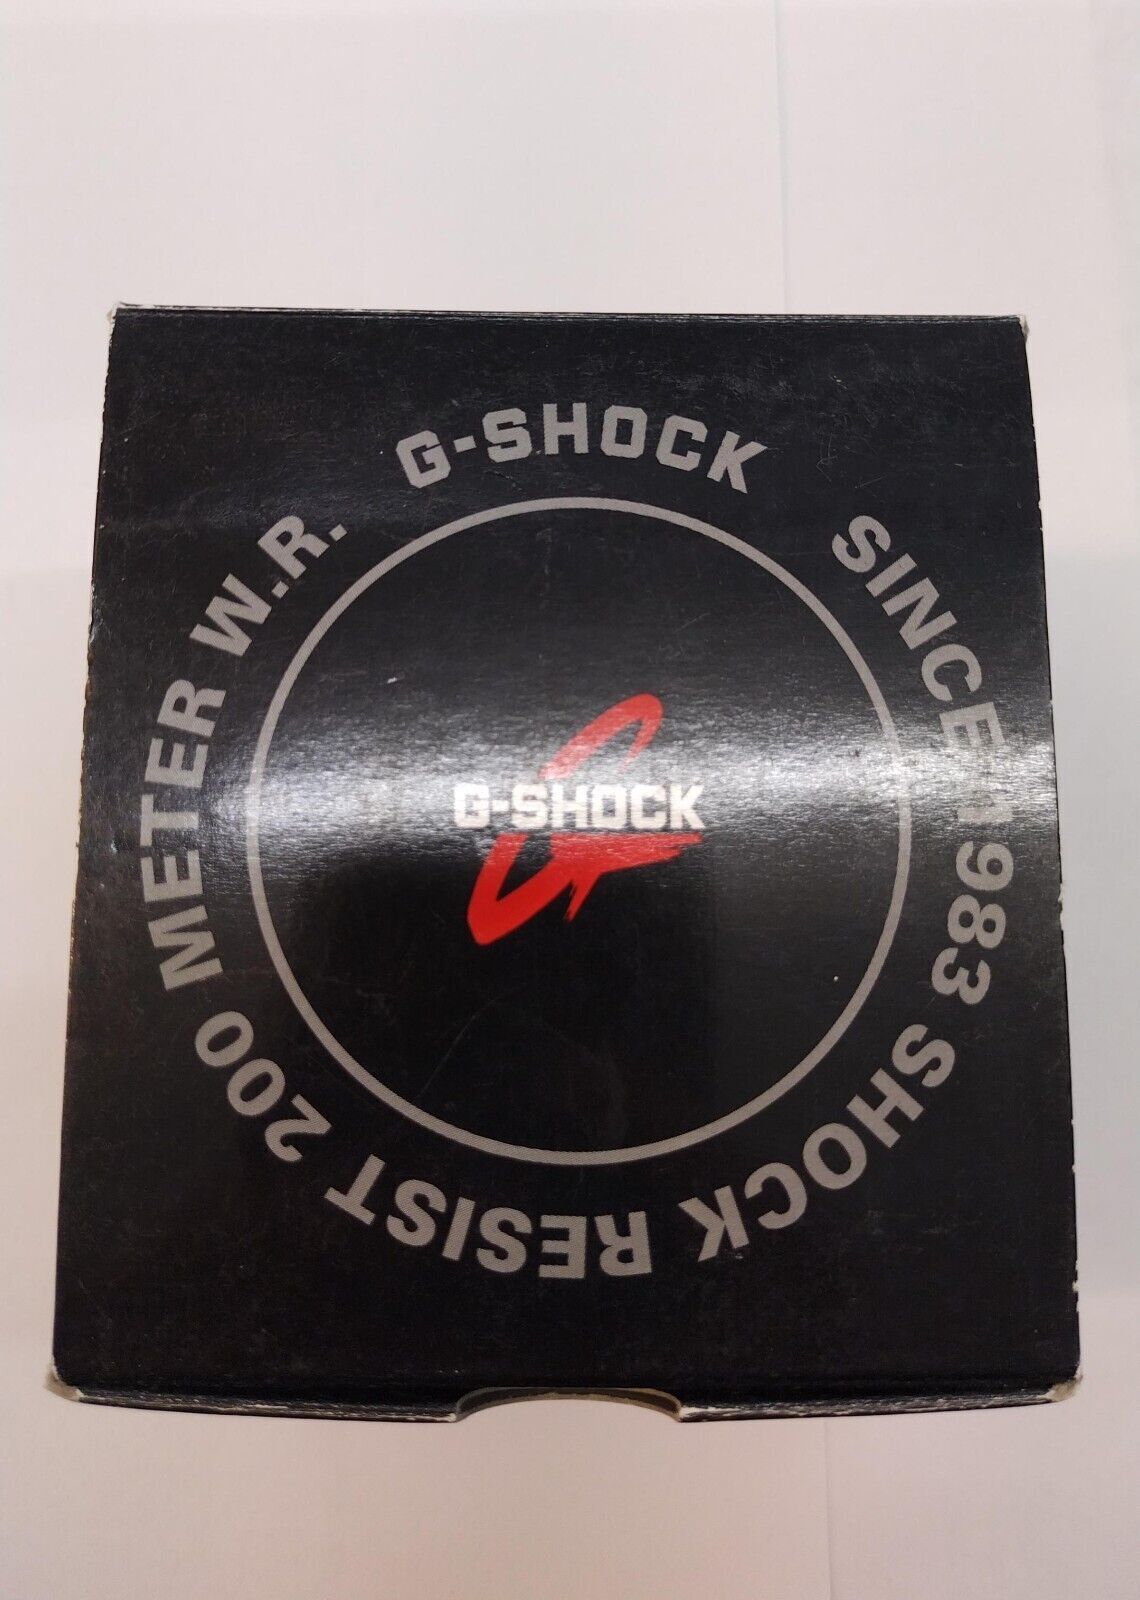 G-SHOCK
SINCE 1983 SHOCK RESIST 200 METER W.R.
G-SHOCK